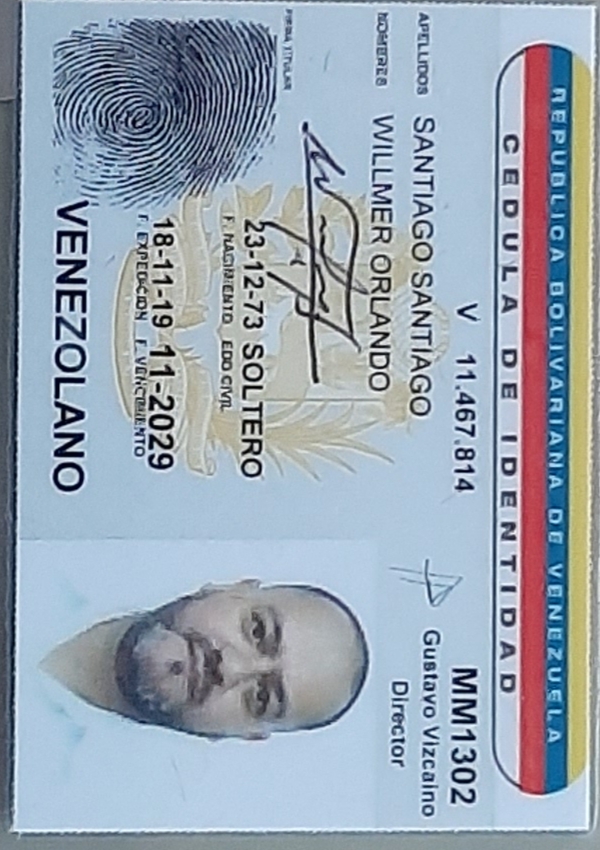 REPUBLICA BOLIVARIANA DE VENEZUELA
CEDULA DE IDENTIDAD
V 11.467.814
MM1302
Gustavo Vizcaino
Director
APELLIDOS SANTIAGO SANTIAGO
NOMBRES WILLMER ORLANDO
FIRMA TITULAR
23-12-73 SOLTERO
F. NACIMIENTO EDO CIVIL
18-11-19 11-2029
F. EXPEDICION F. VENCIMIENTO
VENEZOLANO